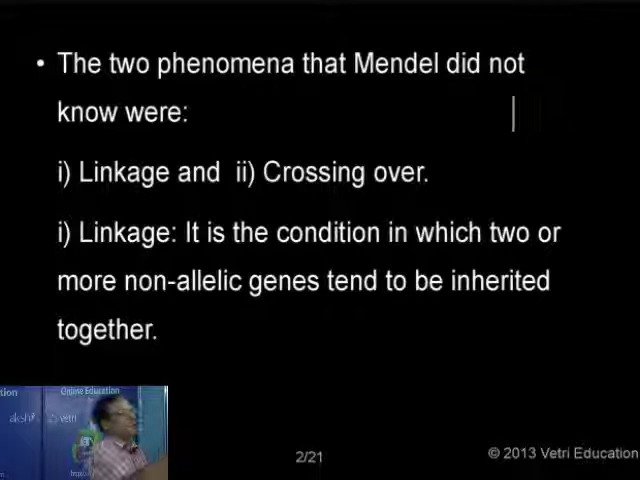 • The two phenomena that Mendel did not
know were:
i) Linkage and ii) Crossing over.
i) Linkage: It is the condition in which two or
more non-allelic genes tend to be inherited
together.
Online Education
vetri
2/21
© 2013 Vetri Education